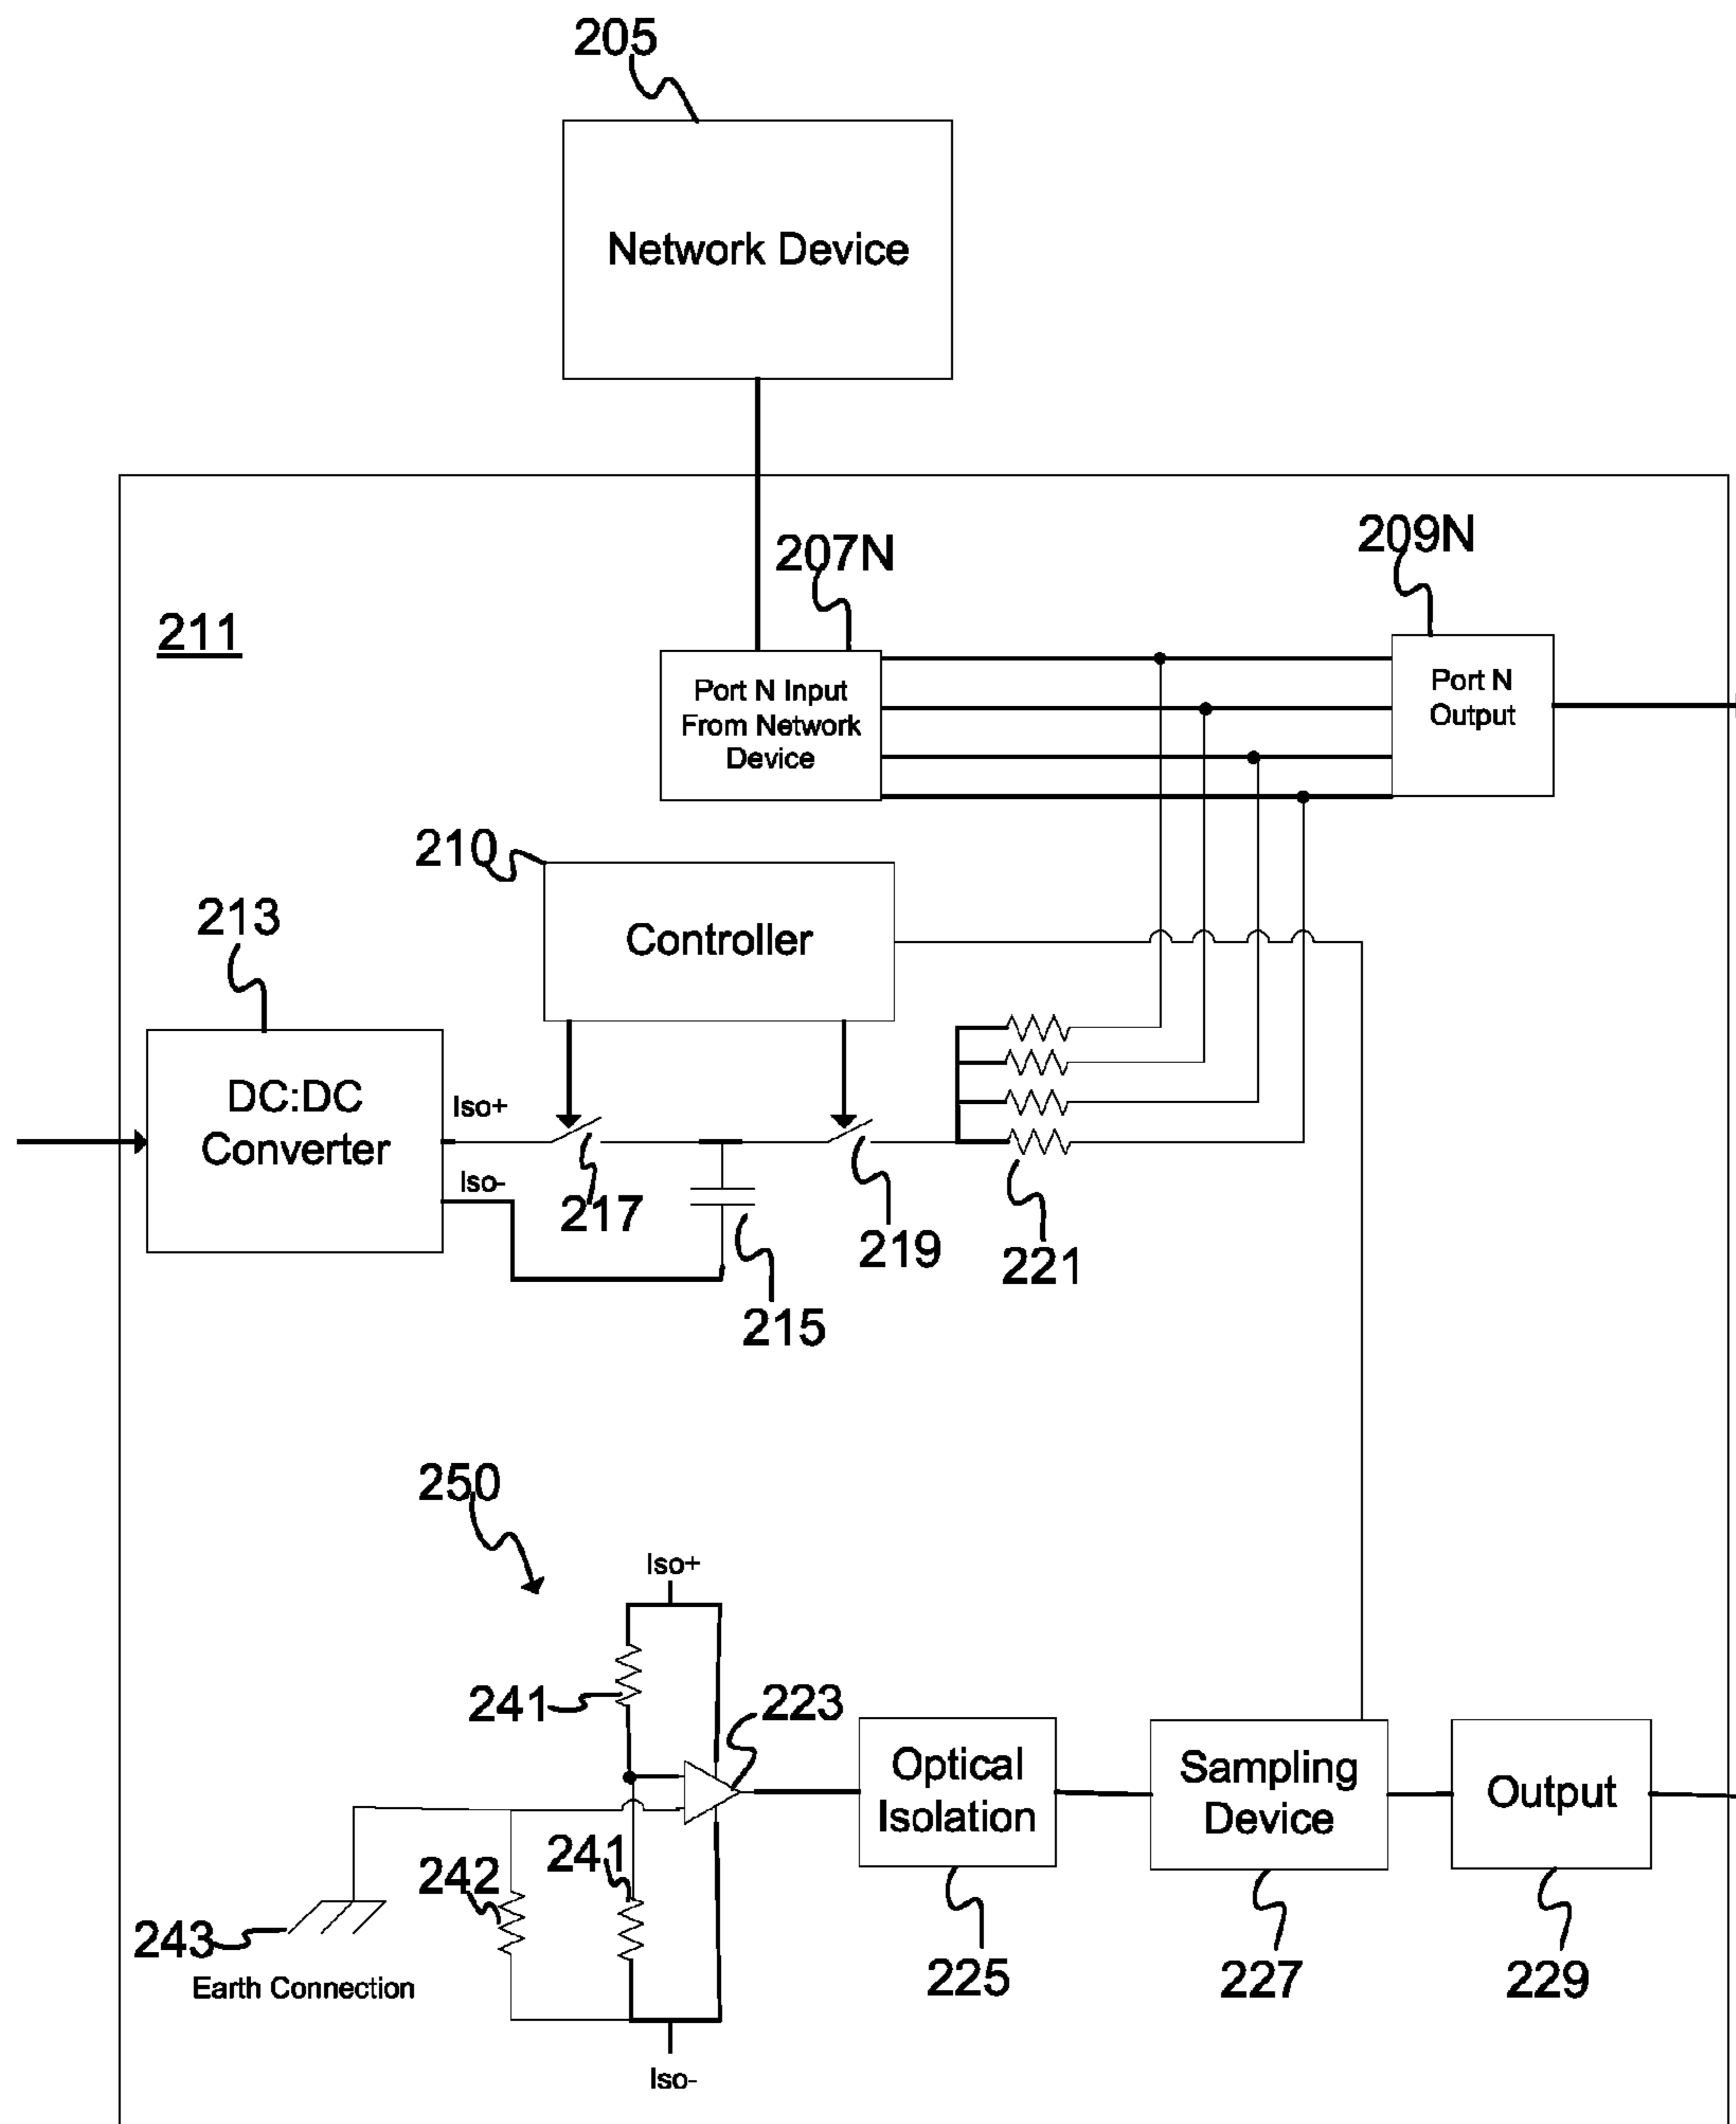 205
Network Device
207N
209N
211
Port N Input
From Network
Device
Port N
Output
210
Controller
213
DC:DC
Converter
Iso+
Iso-
217
219
221
215
250
Iso+
241
223
Optical
Isolation
Sampling
Device
Output
242
241
243
Earth Connection
225
227
229
Iso-